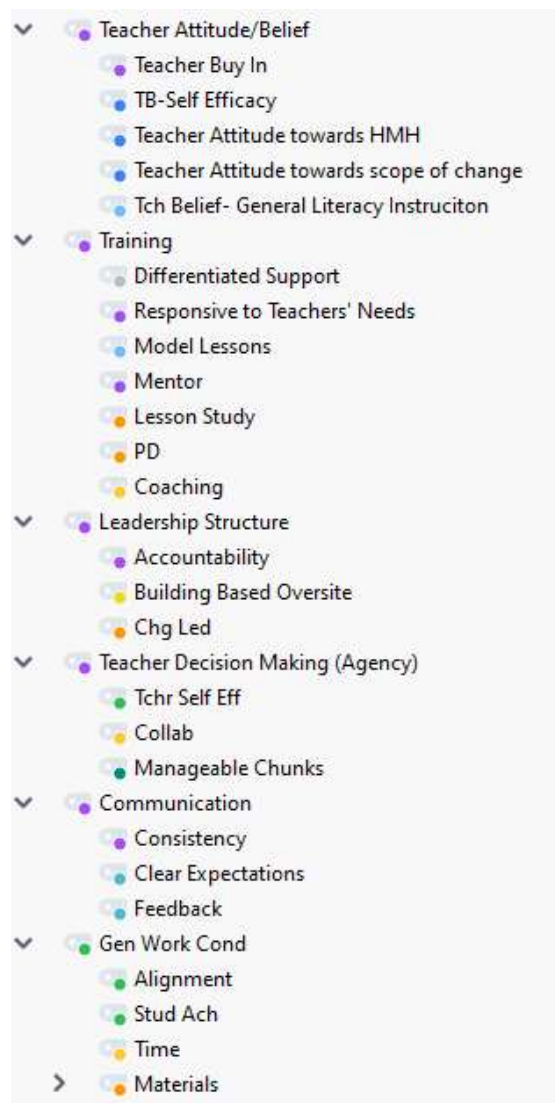 Teacher Attitude/Belief
Teacher Buy In
TB-Self Efficacy
Teacher Attitude towards HMH
Teacher Attitude towards scope of change
Tch Belief- General Literacy Instruciton
Training
Differentiated Support
Responsive to Teachers' Needs
Model Lessons
Mentor
Lesson Study
PD
Coaching
Leadership Structure
Accountability
Building Based Oversite
Chg Led
Teacher Decision Making (Agency)
Tchr Self Eff
Collab
Manageable Chunks
Communication
Consistency
Clear Expectations
Feedback
Gen Work Cond
Alignment
Stud Ach
Time
Materials